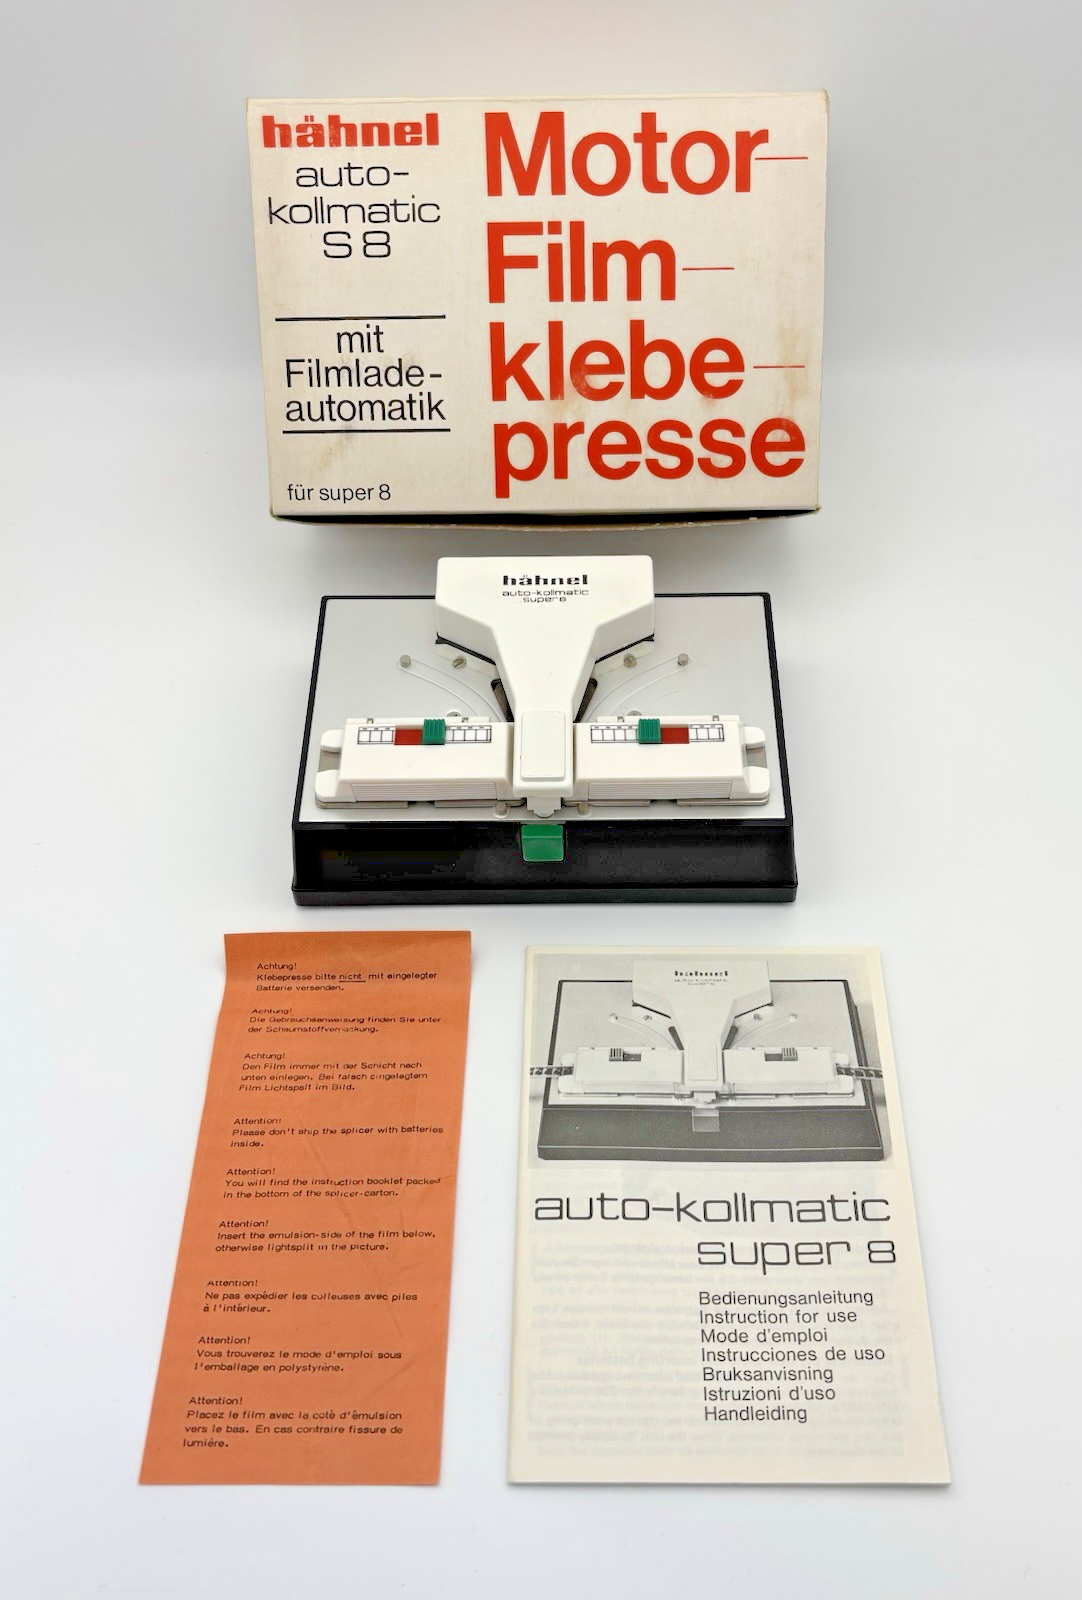 hähnel
auto-
kollmatic
S 8
mit
Filmlade-
automatik
für super 8
Motor-
Film-
klebe-
presse
hähnel
auto-kollmatic
super 8
Achtung!
Klebepresse bitte nicht mit eingelegter
Batterie versenden.
Achtung!
Die Gebrauchsanweisung finden Sie unter
der Schaumstoffverpackung.
Achtung!
Den Film immer mit der Schicht nach
unten einlegen. Bei falsch eingelegtem
Film Lichtspalt im Bild.
Attention!
Please don't ship the splicer with batteries
inside.
Attention!
You will find the instruction booklet packed
in the bottom of the splicer-carton.
Attention!
Insert the emulsion-side of the film below,
otherwise lightsplit in the picture.
Attention!
Ne pas expédier les colleuses avec piles
à l'intérieur.
Attention!
Vous trouverez le mode d'emploi sous
l'emballage en polystyrène.
Attention!
Placez le film avec la coté d'émulsion
vers le bas. En cas contraire fissure de
lumière.
hähnel
auto-kollmatic
super 8
Bedienungsanleitung
Instruction for use
Mode d'emploi
Instrucciones de uso
Bruksanvisning
Istruzioni d'uso
Handleiding